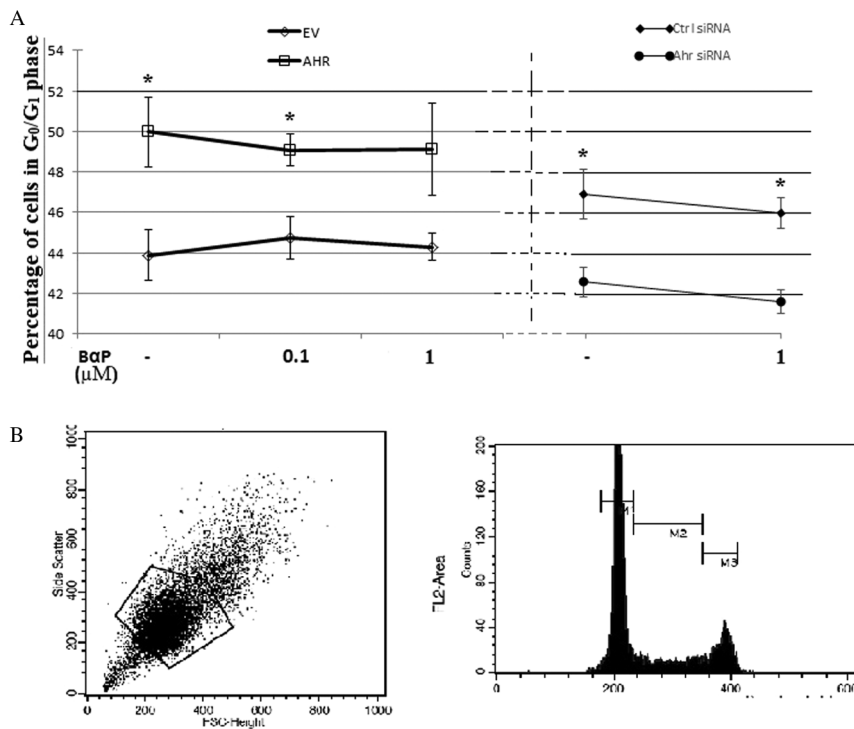 A
Percentage of cells in G0/G1 phase
54
52
50
48
46
44
42
40
EV
AHR
Ctrl siRNA
Ahr siRNA
*
*
*
*
BαP
(μM)
- 0.1 1 - 1
B
Side Scatter
1000
800
600
400
200
0
0 200 400 600 800 1000
FSC-Height
FL2-Area
Counts
200
160
120
80
40
0
M2
M3
0 200 400 600